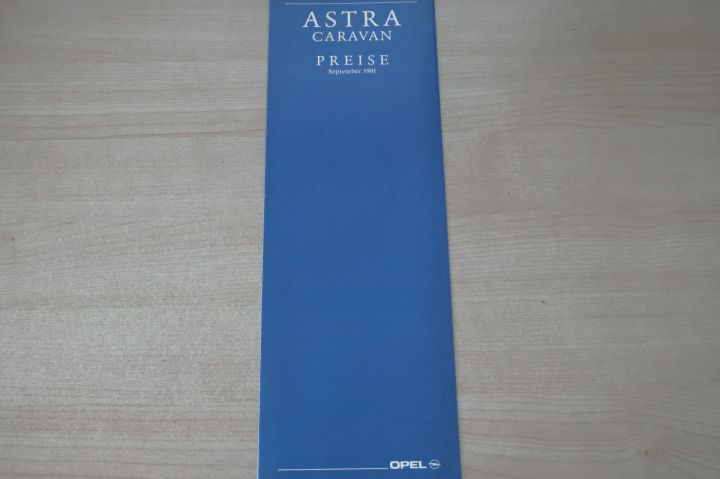 ASTRA
CARAVAN
PREISE
September 1991
OPEL